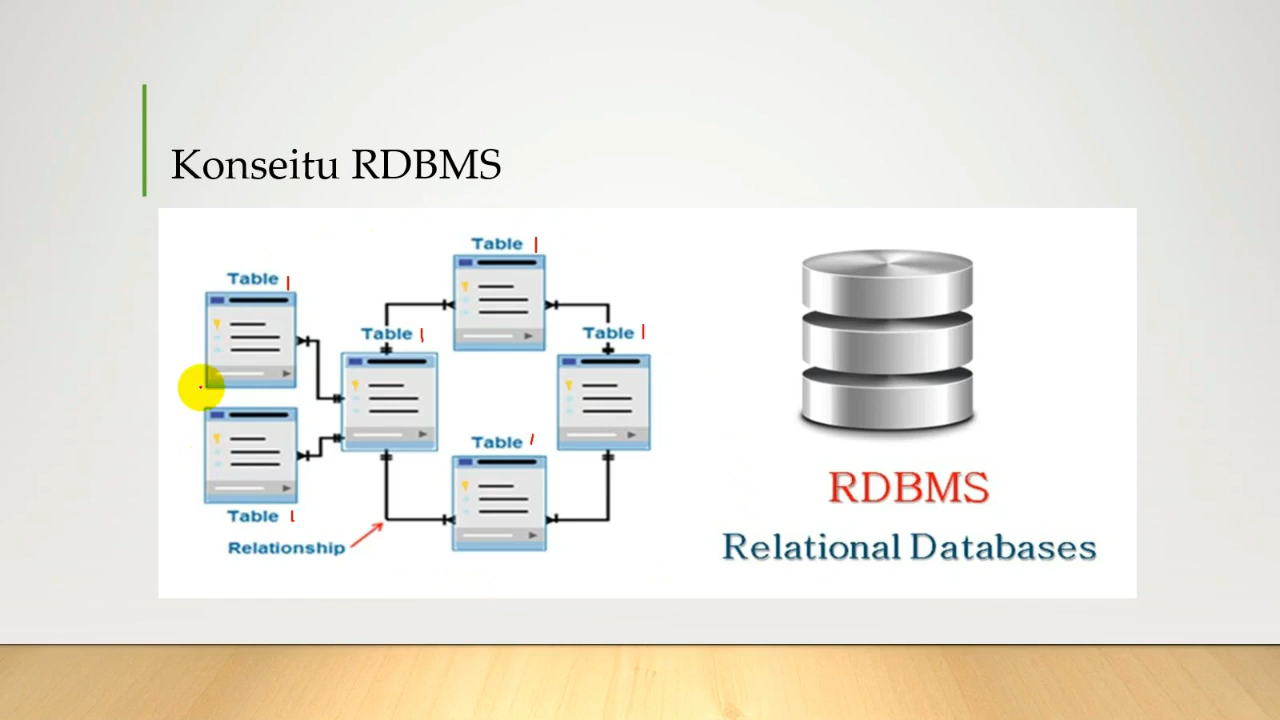 Konseitu RDBMS
Table
Table
Table
Table
Table
Table
Relationship
RDBMS
Relational Databases